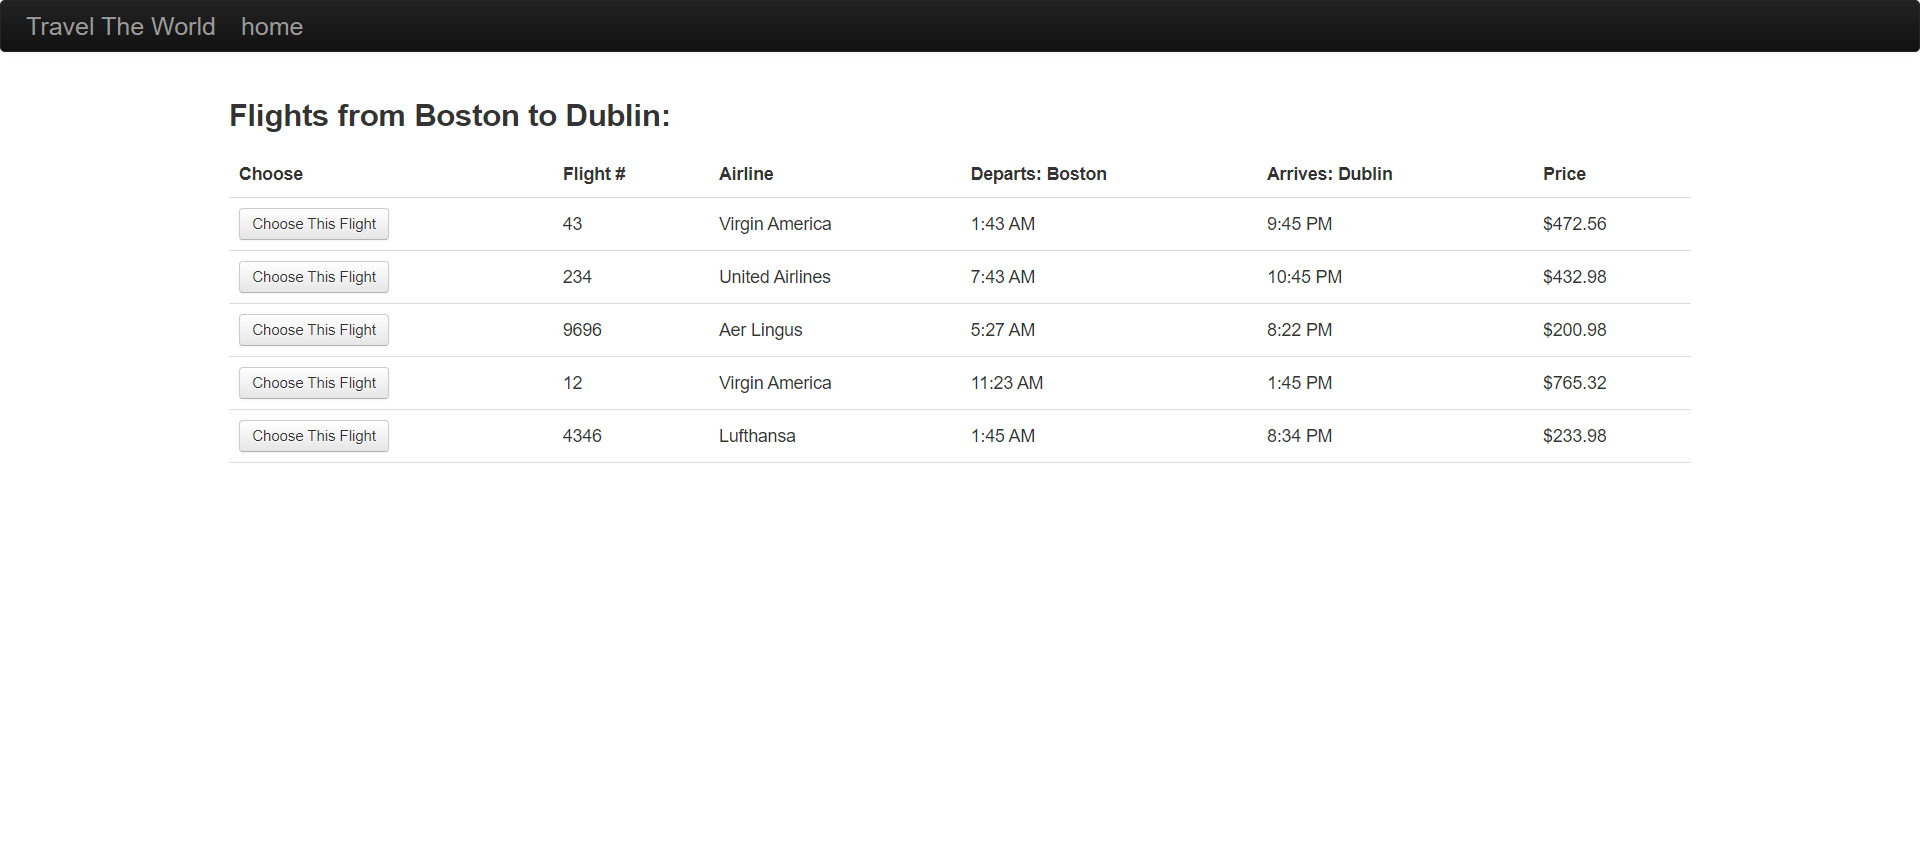 Travel The World home
Flights from Boston to Dublin:
Choose Flight # Airline Departs: Boston Arrives: Dublin Price
Choose This Flight 43 Virgin America 1:43 AM 9:45 PM $472.56
Choose This Flight 234 United Airlines 7:43 AM 10:45 PM $432.98
Choose This Flight 9696 Aer Lingus 5:27 AM 8:22 PM $200.98
Choose This Flight 12 Virgin America 11:23 AM 1:45 PM $765.32
Choose This Flight 4346 Lufthansa 1:45 AM 8:34 PM $233.98